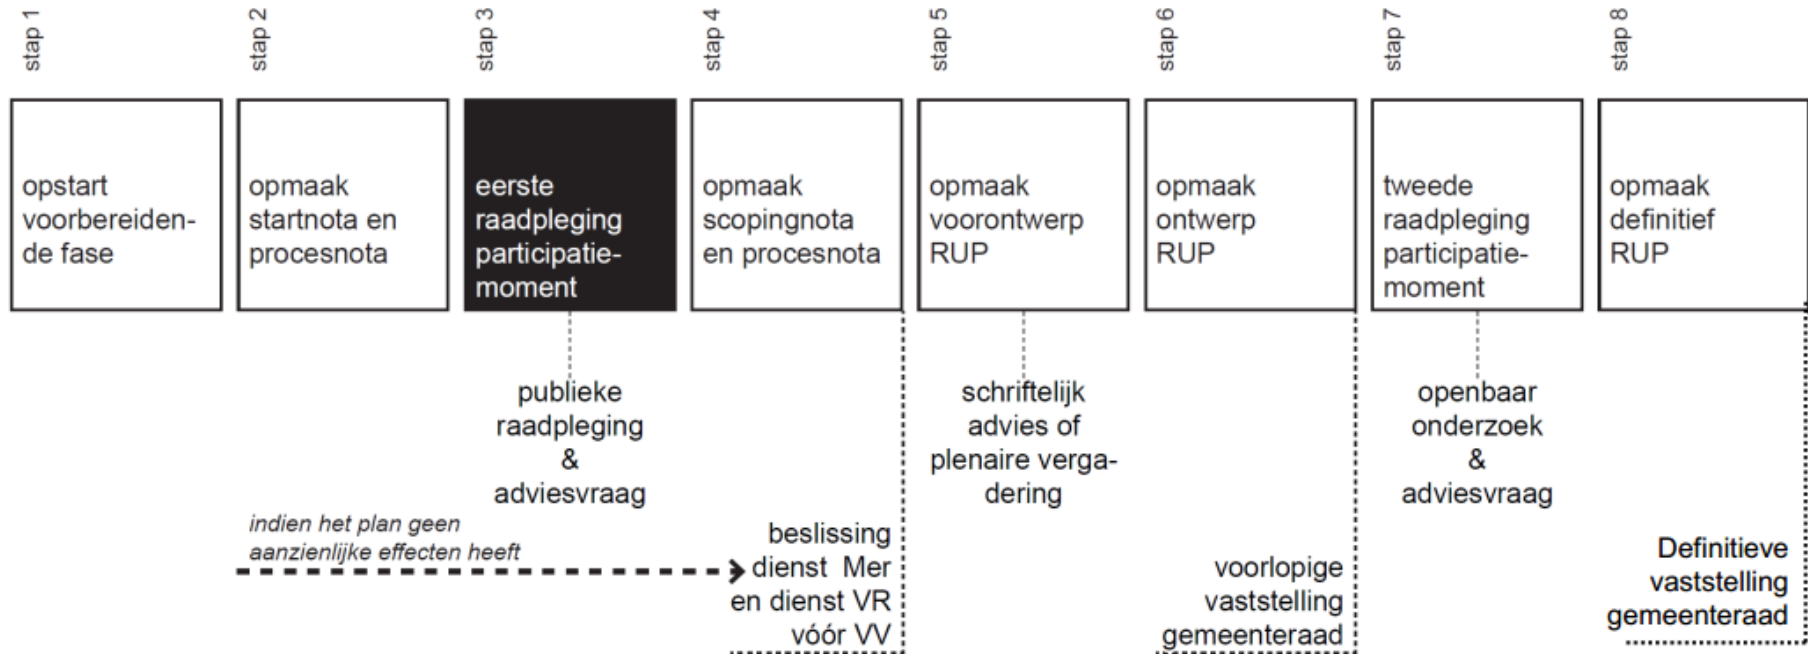 stap 1
stap 2
stap 3
stap 4
stap 5
stap 6
stap 7
stap 8
opstart
voorbereiden-
de fase
opmaak
startnota en
procesnota
eerste
raadpleging
participatie-
moment
opmaak
scopingnota
en procesnota
opmaak
voorontwerp
RUP
opmaak
ontwerp
RUP
tweede
raadpleging
participatie-
moment
opmaak
definitief
RUP
publieke
raadpleging
&
adviesvraag
schriftelijk
advies of
plenaire verga-
dering
openbaar
onderzoek
&
adviesvraag
indien het plan geen
aanzienlijke effecten heeft
beslissing
dienst Mer
en dienst VR
vóór VV
voorlopige
vaststelling
gemeenteraad
Definitieve
vaststelling
gemeenteraad